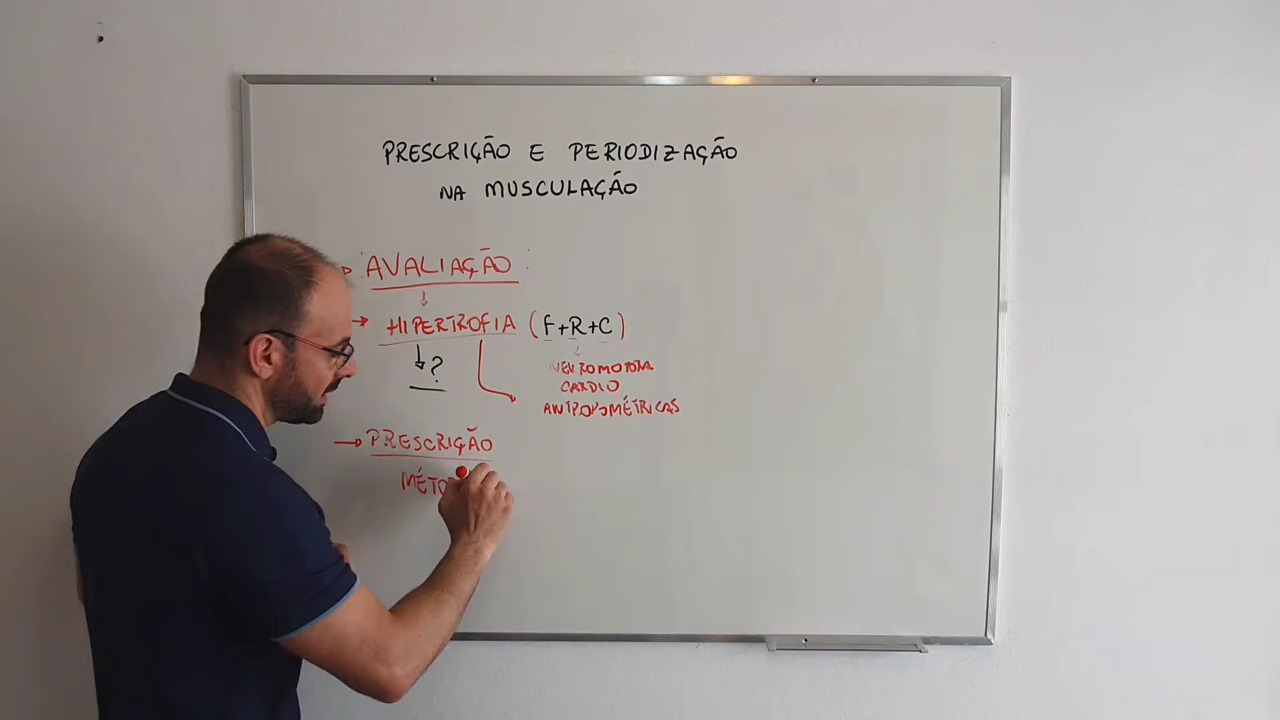 PRESCRIÇÃO E PERIODIZAÇÃO
NA MUSCULAÇÃO
→ AVALIAÇÃO :
↓
→ HIPERTROFIA (F+R+C)
↓?
NEUROMOTORA
CARDIO
ANTROPOMÉTRICAS
→ PRESCRIÇÃO